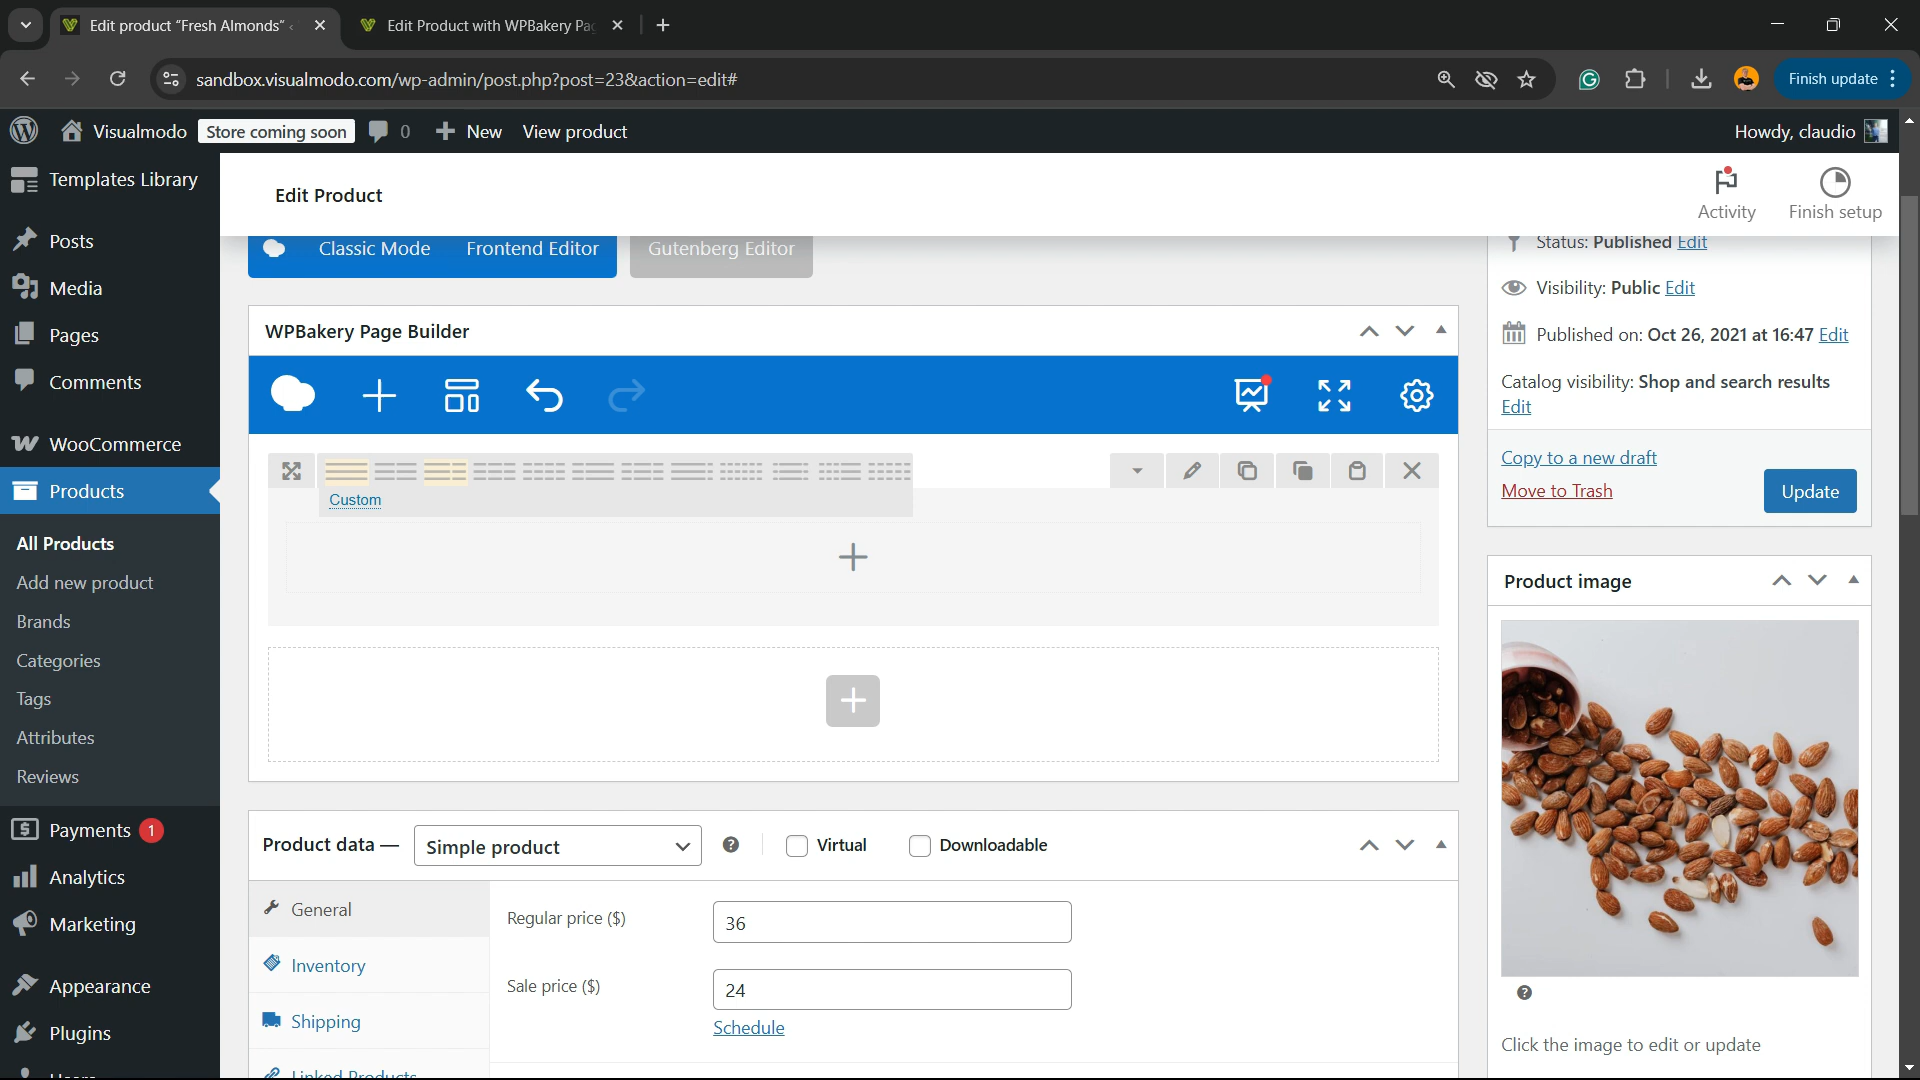 Edit product “Fresh Almonds” ‹
Edit Product with WPBakery Pa
sandbox.visualmodo.com/wp-admin/post.php?post=23&action=edit#
Finish update
Visualmodo
Store coming soon
0
New
View product
Howdy, claudio
Templates Library
Posts
Media
Pages
Comments
WooCommerce
Products
All Products
Add new product
Brands
Categories
Tags
Attributes
Reviews
Payments 1
Analytics
Marketing
Appearance
Plugins
Users
Edit Product
Activity
Finish setup
Classic Mode
Frontend Editor
Gutenberg Editor
WPBakery Page Builder
Custom
Product data —
Simple product
Virtual
Downloadable
General
Inventory
Shipping
Linked Products
Regular price ($)
36
Sale price ($)
24
Schedule
Status: Published Edit
Visibility: Public Edit
Published on: Oct 26, 2021 at 16:47 Edit
Catalog visibility: Shop and search results
Edit
Copy to a new draft
Move to Trash
Update
Product image
Click the image to edit or update